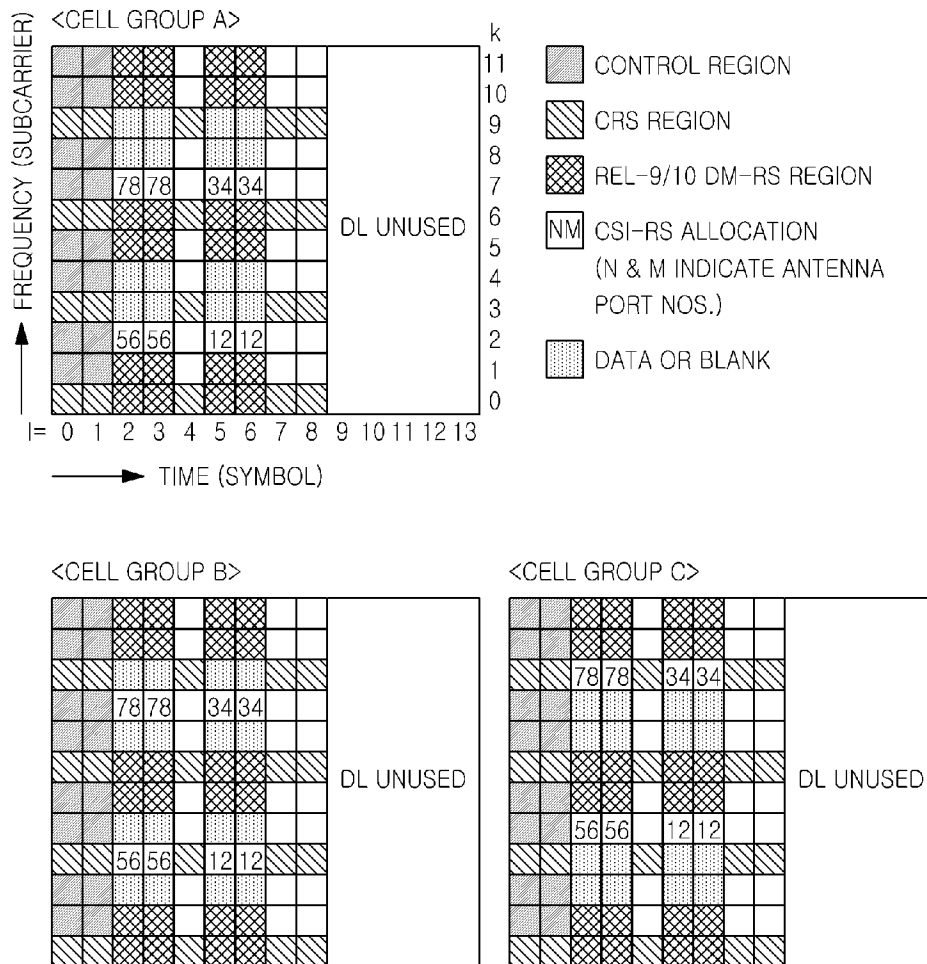 <CELL GROUP A>
FREQUENCY (SUBCARRIER)
k
11
10
9
8
7
6
5
4
3
2
1
0
78 78 34 34
DL UNUSED
56 56 12 12
l= 0 1 2 3 4 5 6 7 8 9 10 11 12 13
TIME (SYMBOL)
CONTROL REGION
CRS REGION
REL-9/10 DM-RS REGION
NM CSI-RS ALLOCATION
(N & M INDICATE ANTENNA
PORT NOS.)
DATA OR BLANK
<CELL GROUP B>
78 78 34 34
DL UNUSED
56 56 12 12
<CELL GROUP C>
78 78 34 34
DL UNUSED
56 56 12 12